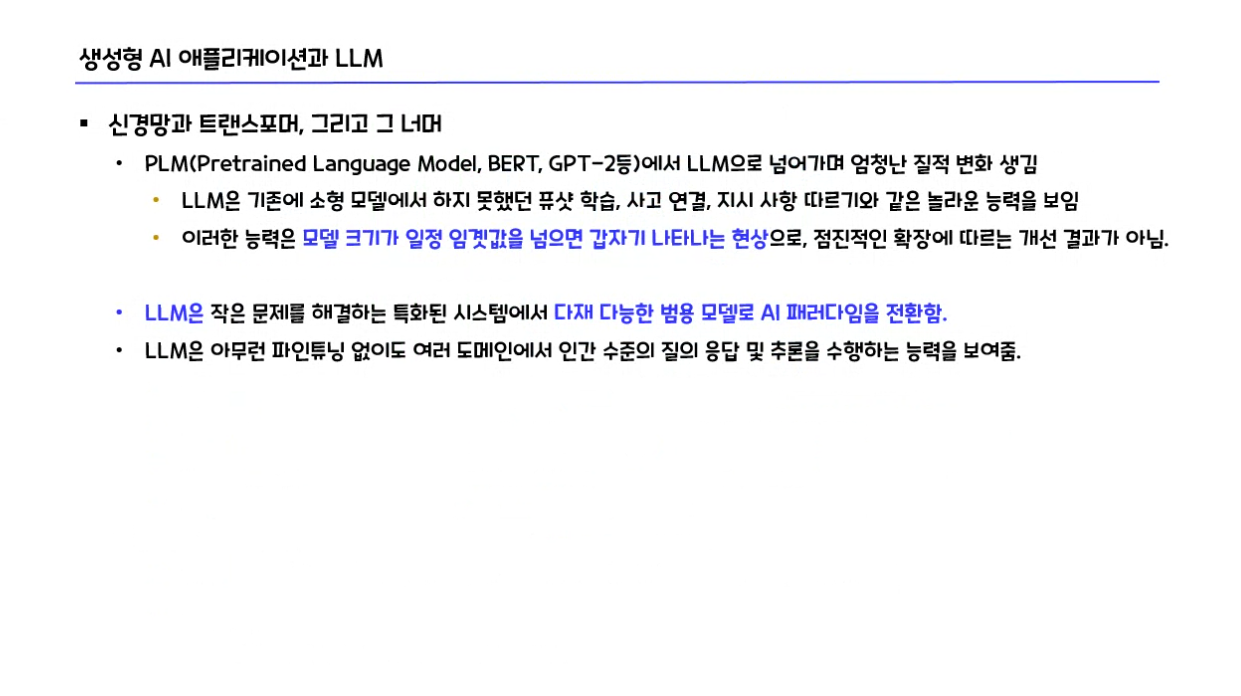 생성형 AI 애플리케이션과 LLM
▪ 신경망과 트랜스포머, 그리고 그 너머
• PLM(Pretrained Language Model, BERT, GPT-2등)에서 LLM으로 넘어가며 엄청난 질적 변화 생김
• LLM은 기존에 소형 모델에서 하지 못했던 퓨샷 학습, 사고 연결, 지시 사항 따르기와 같은 놀라운 능력을 보임
• 이러한 능력은 모델 크기가 일정 임곗값을 넘으면 갑자기 나타나는 현상으로, 점진적인 확장에 따르는 개선 결과가 아님.
• LLM은 작은 문제를 해결하는 특화된 시스템에서 다재 다능한 범용 모델로 AI 패러다임을 전환함.
• LLM은 아무런 파인튜닝 없이도 여러 도메인에서 인간 수준의 질의 응답 및 추론을 수행하는 능력을 보여줌.